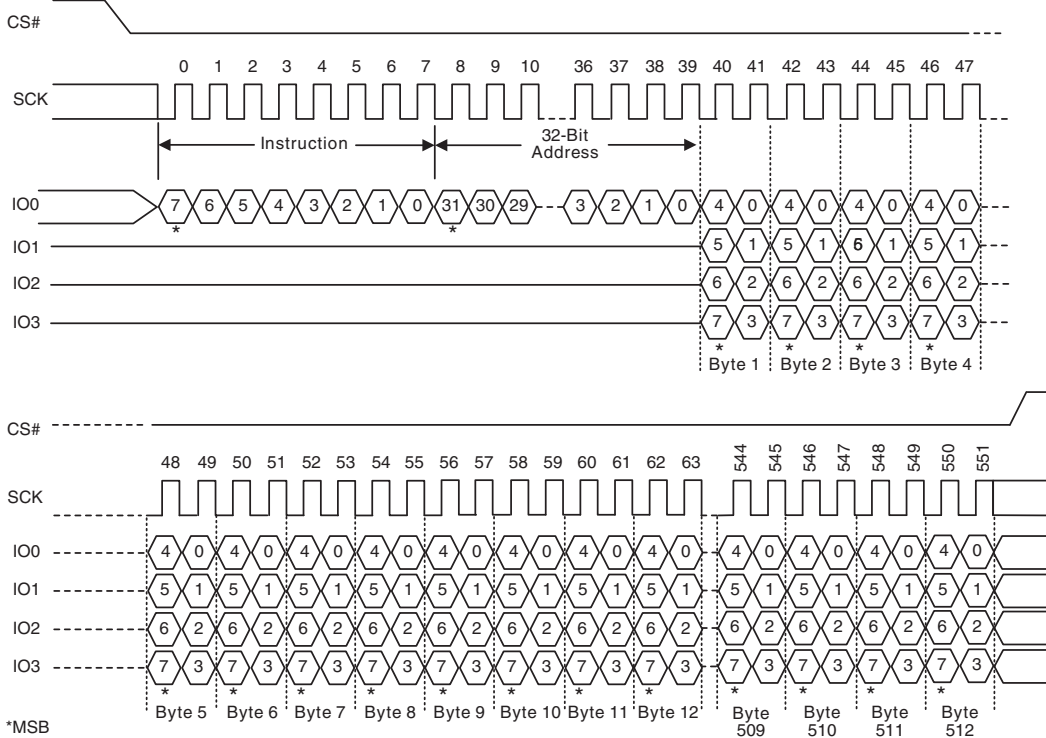 CS#
0 1 2 3 4 5 6 7 8 9 10 36 37 38 39 40 41 42 43 44 45 46 47
SCK
Instruction 32-Bit
Address
IO0 7 6 5 4 3 2 1 0 31 30 29 3 2 1 0 4 0 4 0 4 0 4 0
* *
IO1 5 1 5 1 6 1 5 1
IO2 6 2 6 2 6 2 6 2
IO3 7 3 7 3 7 3 7 3
* * * *
Byte 1 Byte 2 Byte 3 Byte 4
CS#
48 49 50 51 52 53 54 55 56 57 58 59 60 61 62 63 544 545 546 547 548 549 550 551
SCK
IO0 4 0 4 0 4 0 4 0 4 0 4 0 4 0 4 0 4 0 4 0 4 0 4 0
IO1 5 1 5 1 5 1 5 1 5 1 5 1 5 1 5 1 5 1 5 1 5 1 5 1
IO2 6 2 6 2 6 2 6 2 6 2 6 2 6 2 6 2 6 2 6 2 6 2 6 2
IO3 7 3 7 3 7 3 7 3 7 3 7 3 7 3 7 3 7 3 7 3 7 3 7 3
* * * * * * * * * * * *
Byte 5 Byte 6 Byte 7 Byte 8 Byte 9 Byte 10 Byte 11 Byte 12 Byte 509 Byte 510 Byte 511 Byte 512
*MSB